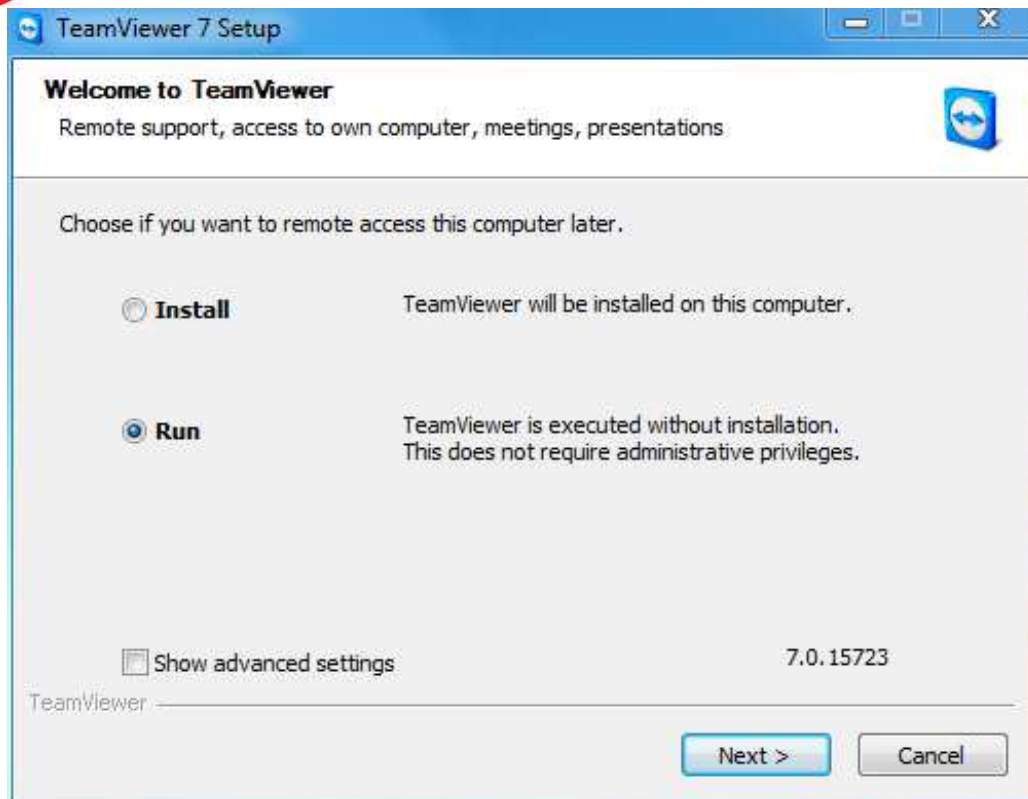 TeamViewer 7 Setup
Welcome to TeamViewer
Remote support, access to own computer, meetings, presentations
Choose if you want to remote access this computer later.
Install TeamViewer will be installed on this computer.
Run TeamViewer is executed without installation.
This does not require administrative privileges.
Show advanced settings 7.0.15723
TeamViewer
Next > Cancel